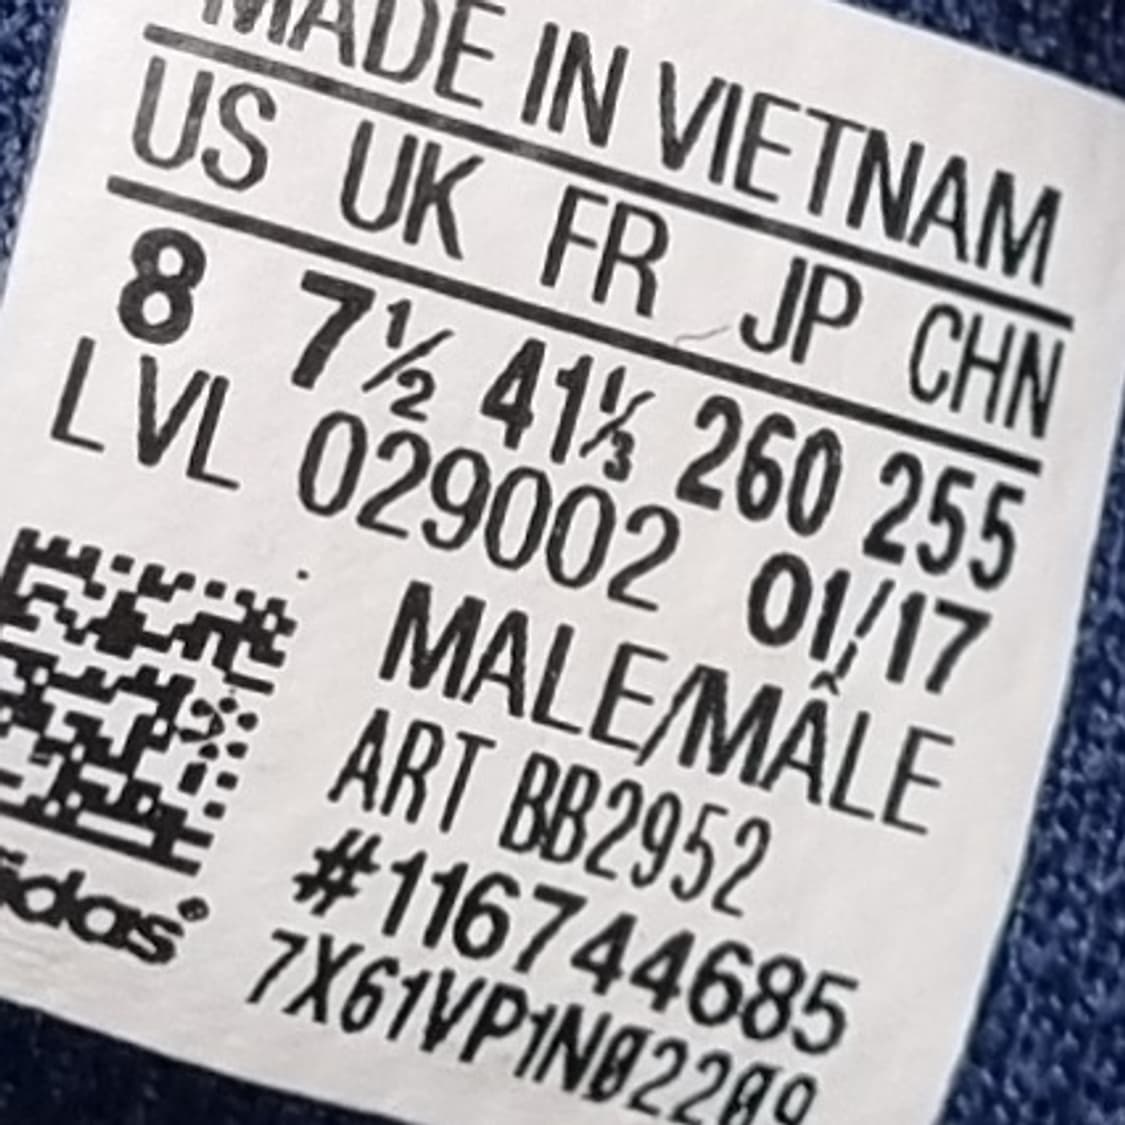 MADE IN VIETNAM
US UK FR JP CHN
8 7½ 41⅓ 260 255
LVL 029002 01/17
MALE/MÂLE
ART BB2952
#116744685
adidas